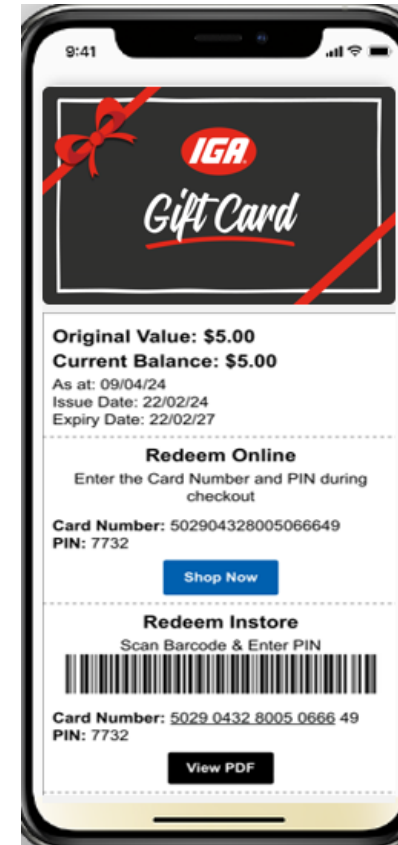 9:41
IGA
Gift Card
Original Value: $5.00
Current Balance: $5.00
As at: 09/04/24
Issue Date: 22/02/24
Expiry Date: 22/02/27
Redeem Online
Enter the Card Number and PIN during
checkout
Card Number: 502904328005066649
PIN: 7732
Shop Now
Redeem Instore
Scan Barcode & Enter PIN
Card Number: 5029 0432 8005 0666 49
PIN: 7732
View PDF